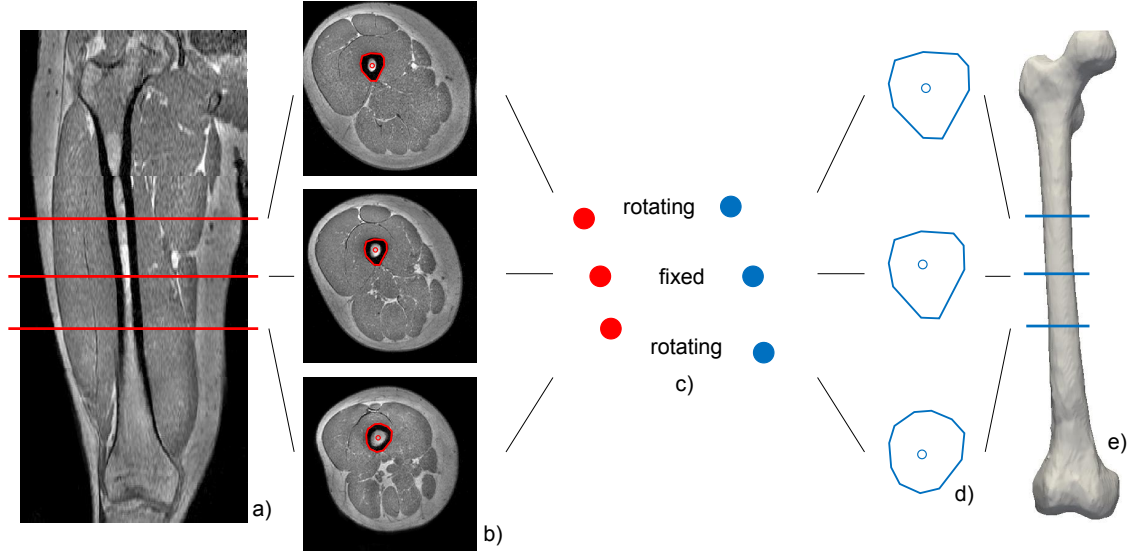 rotating
fixed
rotating
c)
e)
d)
a)
b)